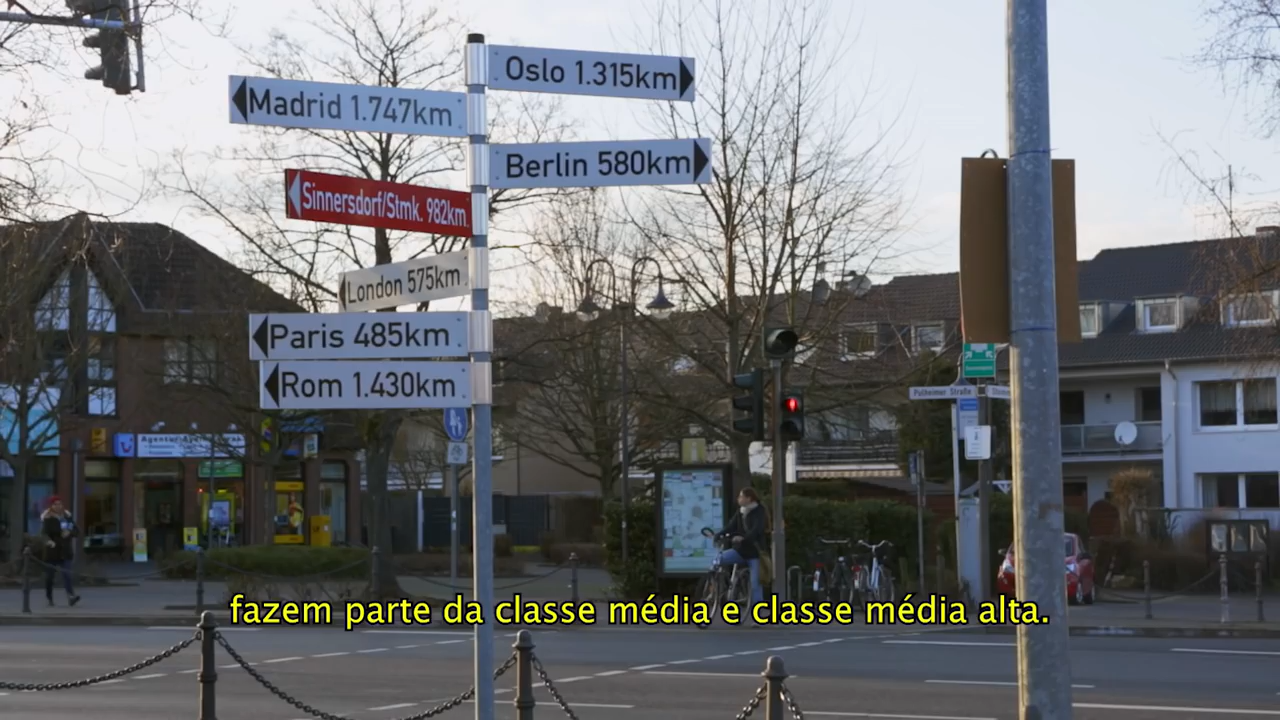 Oslo 1.315km
Madrid 1.747km
Berlin 580km
Sinnersdorf/Stmk. 982km
London 575km
Paris 485km
Rom 1.430km
Pulheimer Straße
Agentur
fazem parte da classe média e classe média alta.